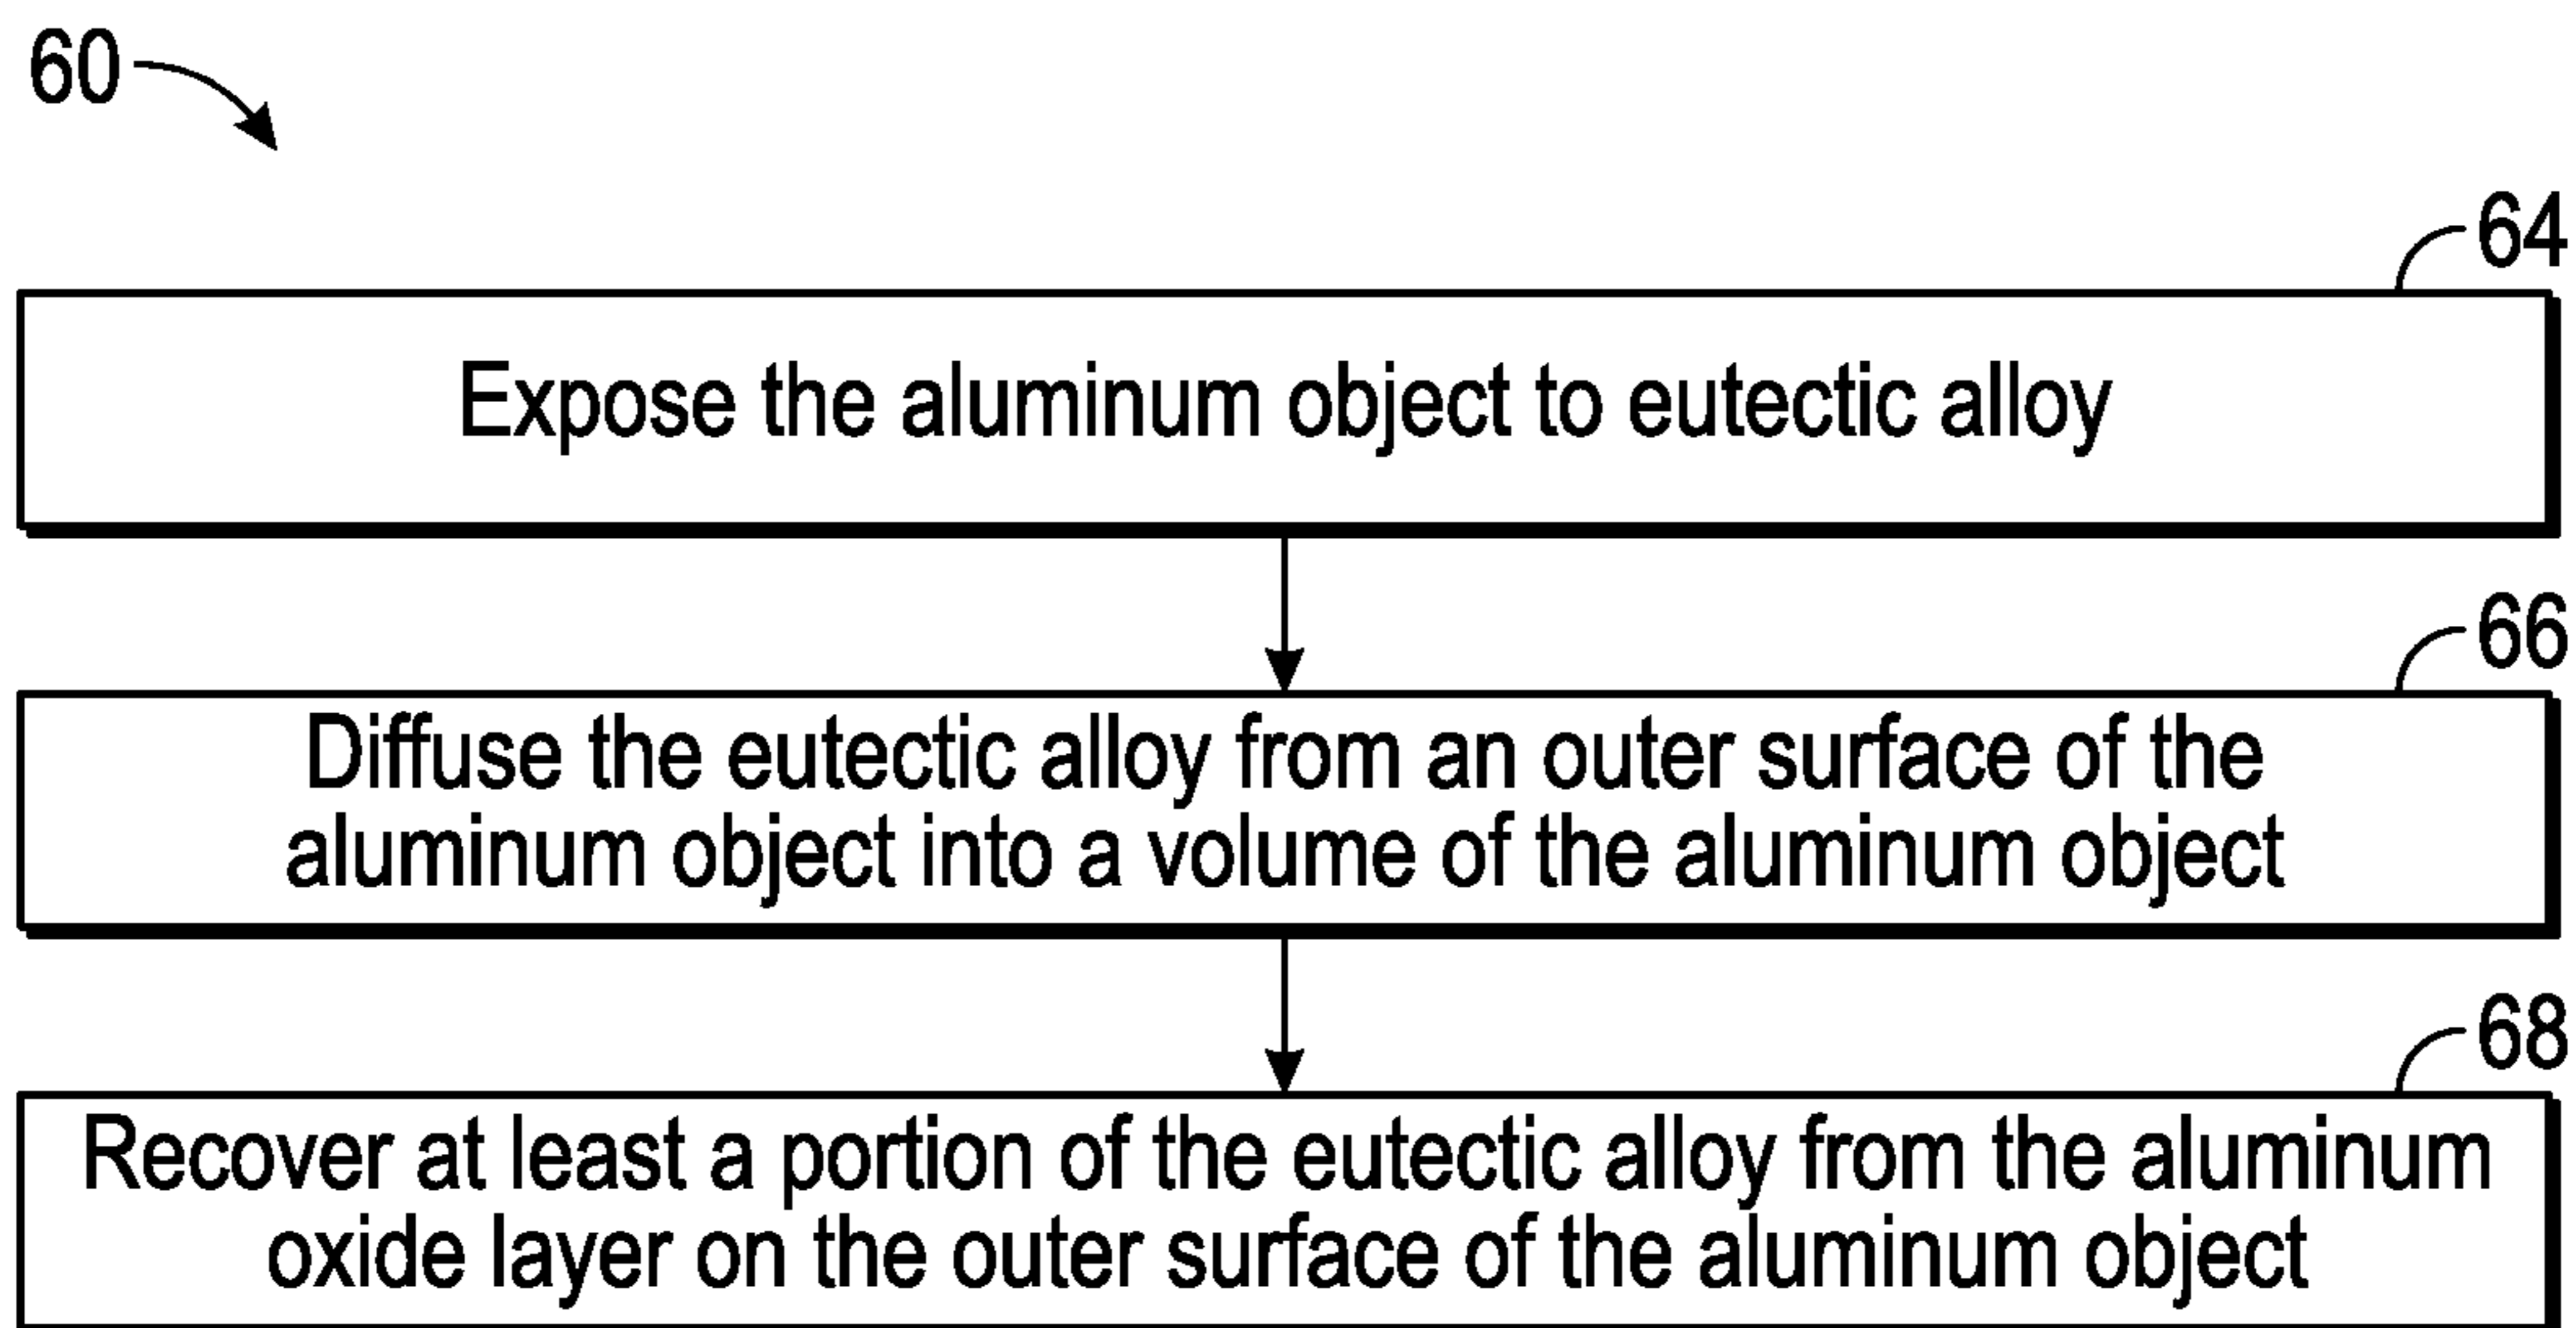 60
64
Expose the aluminum object to eutectic alloy
66
Diffuse the eutectic alloy from an outer surface of the
aluminum object into a volume of the aluminum object
68
Recover at least a portion of the eutectic alloy from the aluminum
oxide layer on the outer surface of the aluminum object